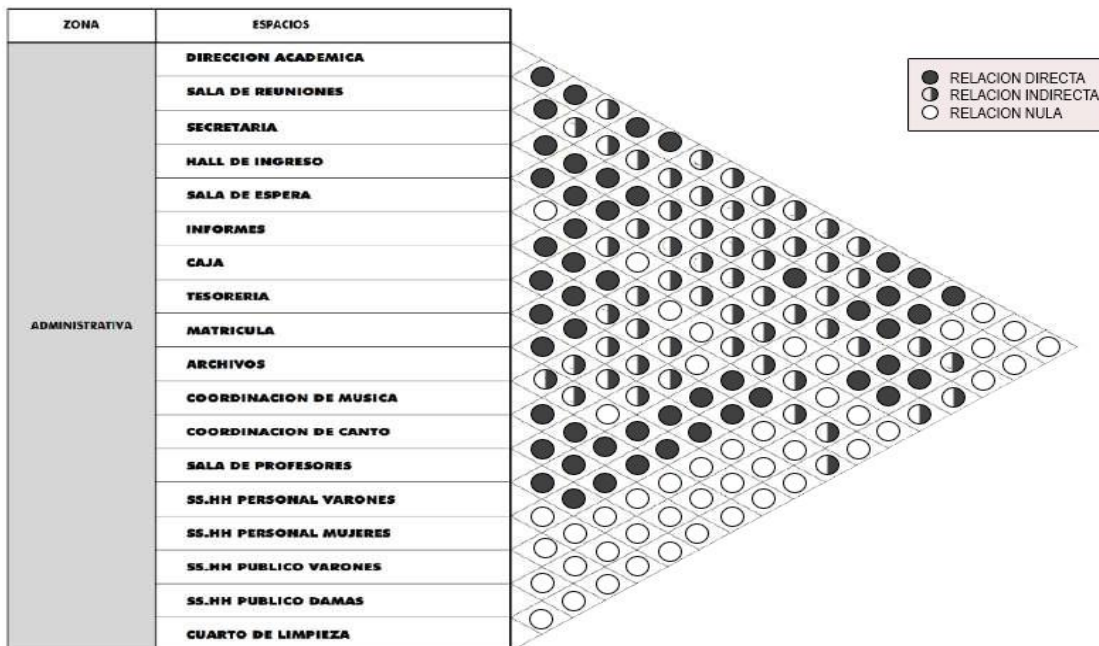 ZONA
ESPACIOS
DIRECCION ACADEMICA
SALA DE REUNIONES
SECRETARIA
HALL DE INGRESO
SALA DE ESPERA
INFORMES
CAJA
TESORERIA
MATRICULA
ARCHIVOS
COORDINACION DE MUSICA
COORDINACION DE CANTO
SALA DE PROFESORES
SS.HH PERSONAL VARONES
SS.HH PERSONAL MUJERES
SS.HH PUBLICO VARONES
SS.HH PUBLICO DAMAS
CUARTO DE LIMPIEZA
ADMINISTRATIVA
RELACION DIRECTA
RELACION INDIRECTA
RELACION NULA